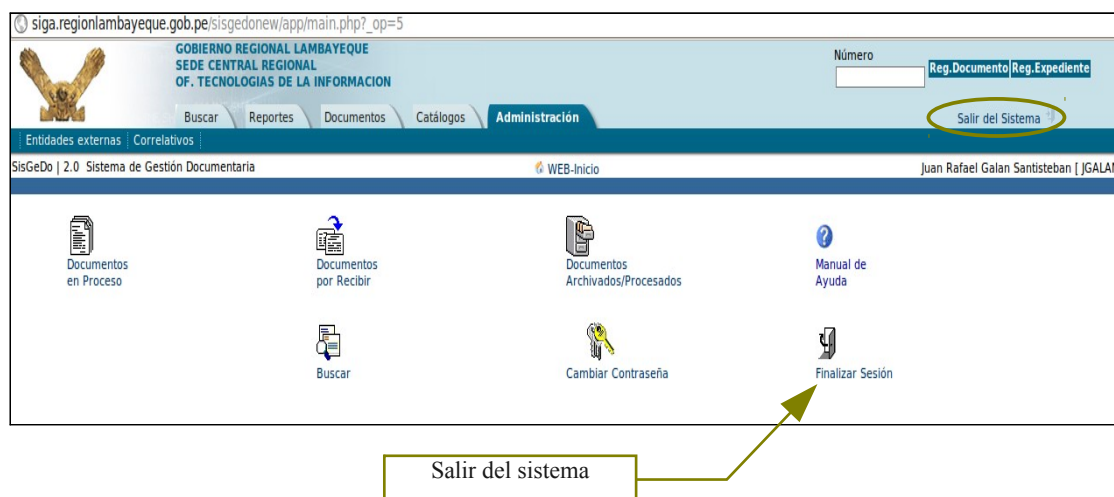 siga.regionlambayeque.gob.pe/sisgedonew/app/main.php?_op=5
GOBIERNO REGIONAL LAMBAYEQUE
SEDE CENTRAL REGIONAL
OF. TECNOLOGIAS DE LA INFORMACION
Número
Reg.Documento Reg.Expediente
Buscar Reportes Documentos Catálogos Administración
Salir del Sistema
Entidades externas Correlativos
SisGeDo | 2.0 Sistema de Gestión Documentaria
WEB-Inicio
Juan Rafael Galan Santisteban [ JGALAN
Documentos
en Proceso
Documentos
por Recibir
Documentos
Archivados/Procesados
Manual de
Ayuda
Buscar
Cambiar Contraseña
Finalizar Sesión
Salir del sistema